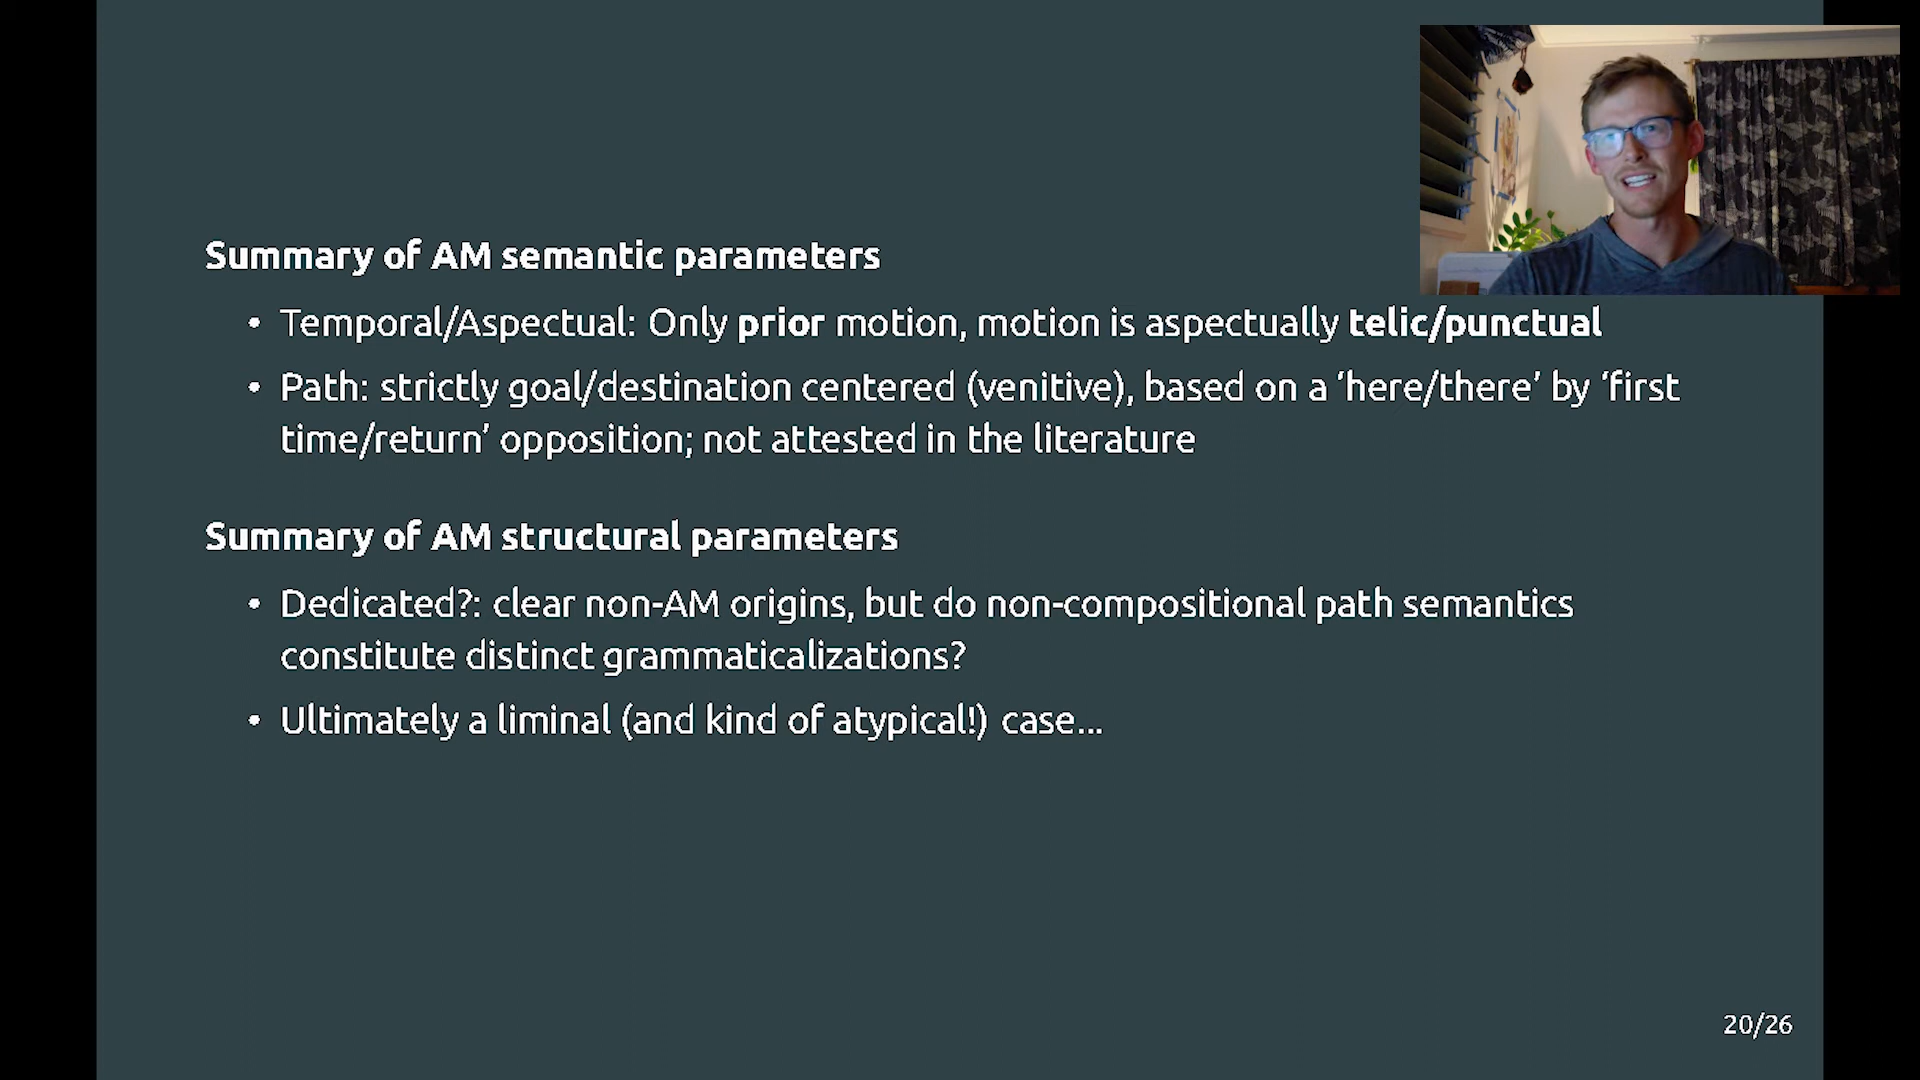 Summary of AM semantic parameters
• Temporal/Aspectual: Only prior motion, motion is aspectually telic/punctual
• Path: strictly goal/destination centered (venitive), based on a ‘here/there’ by ‘first
time/return’ opposition; not attested in the literature
Summary of AM structural parameters
• Dedicated?: clear non-AM origins, but do non-compositional path semantics
constitute distinct grammaticalizations?
• Ultimately a liminal (and kind of atypical!) case...
20/26